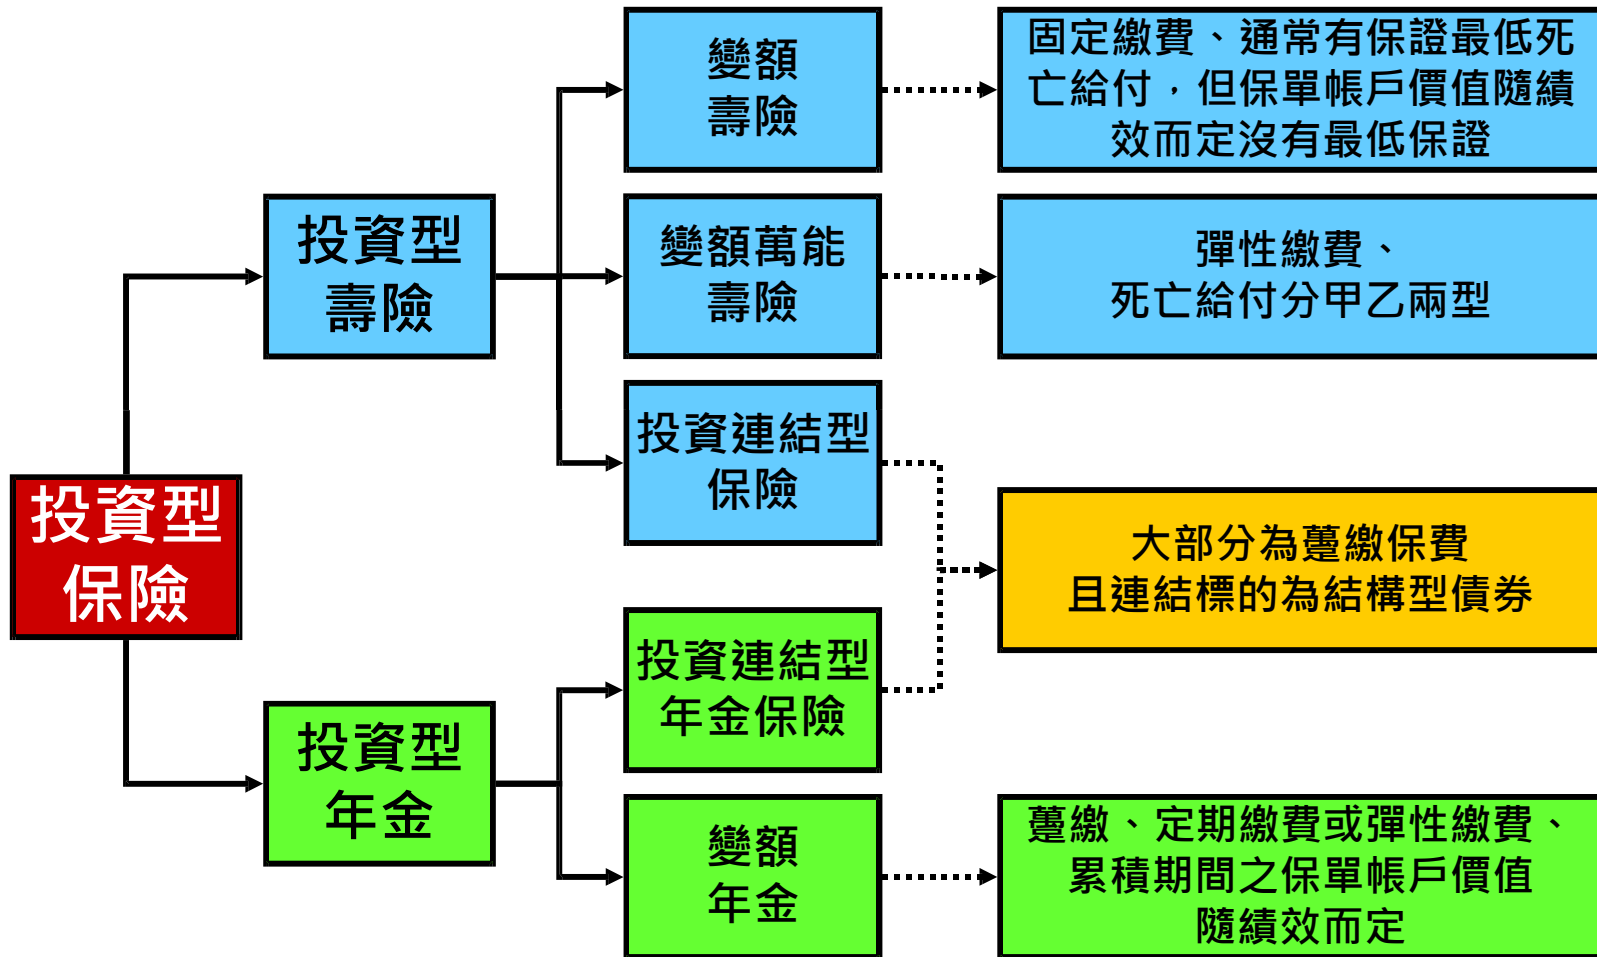 變額
壽險
固定繳費、通常有保證最低死
亡給付，但保單帳戶價值隨績
效而定沒有最低保證
投資型
壽險
變額萬能
壽險
彈性繳費、
死亡給付分甲乙兩型
投資連結型
保險
投資型
保險
大部分為躉繳保費
且連結標的為結構型債券
投資連結型
年金保險
投資型
年金
變額
年金
躉繳、定期繳費或彈性繳費、
累積期間之保單帳戶價值
隨績效而定